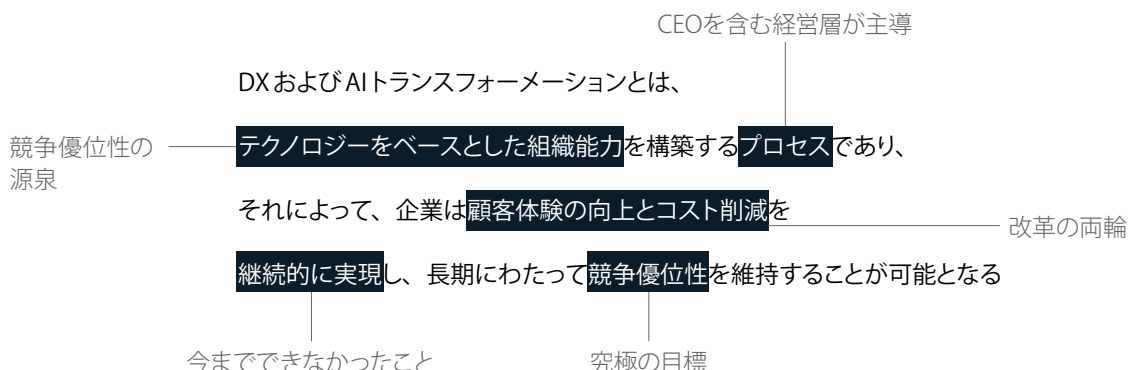 CEOを含む経営層が主導
DXおよびAIトランスフォーメーションとは、
競争優位性の
源泉
テクノロジーをベースとした組織能力を構築するプロセスであり、
それによって、企業は顧客体験の向上とコスト削減を
改革の両輪
継続的に実現し、長期にわたって競争優位性を維持することが可能となる
今までできなかったこと
究極の目標